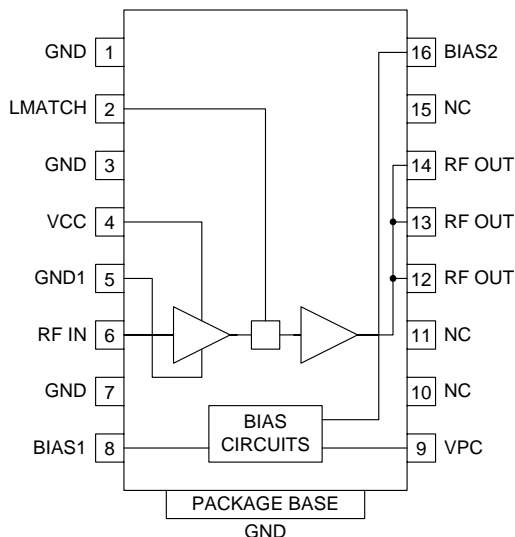 GND 1
LMATCH 2
GND 3
VCC 4
GND1 5
RF IN 6
GND 7
BIAS1 8
16 BIAS2
15 NC
14 RF OUT
13 RF OUT
12 RF OUT
11 NC
10 NC
9 VPC
BIAS
CIRCUITS
PACKAGE BASE
GND